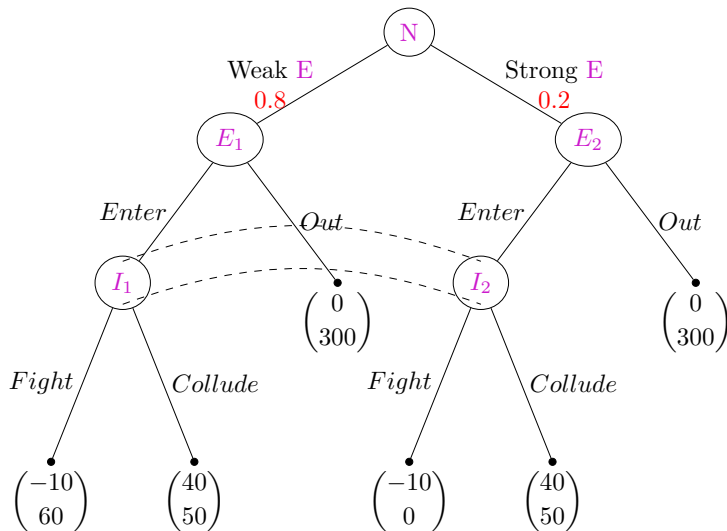 N
Weak E
Strong E
0.8
0.2
E₁
E₂
Enter
Out
Enter
Out
I₁
I₂
0
300
0
300
Fight
Collude
Fight
Collude
−10
60
40
50
−10
0
40
50